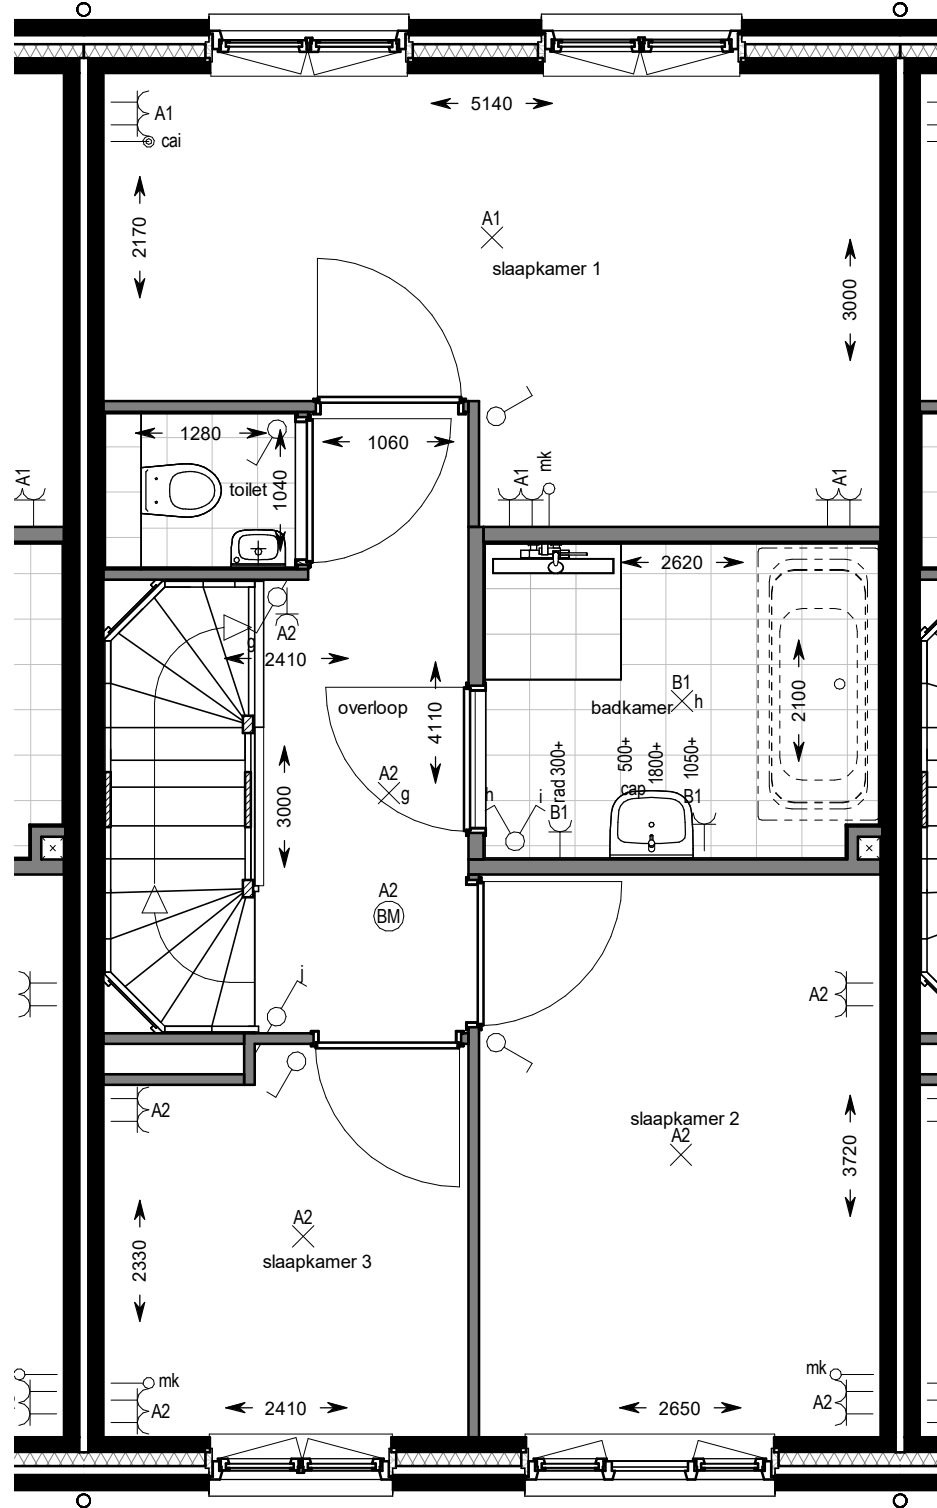 5140
A1
cai
2170
A1
slaapkamer 1
3000
1280
1060
toilet
1040
A1
A1
mk
A1
2620
A2
2410
overloop
4110
B1
h
badkamer
2100
A2
g
3000
rad 300+
500+
cap
1800+
1050+
h
i
B1
B1
A2
BM
i
A2
A2
slaapkamer 2
A2
3720
A2
slaapkamer 3
2330
mk
A2
2410
mk
A2
2650